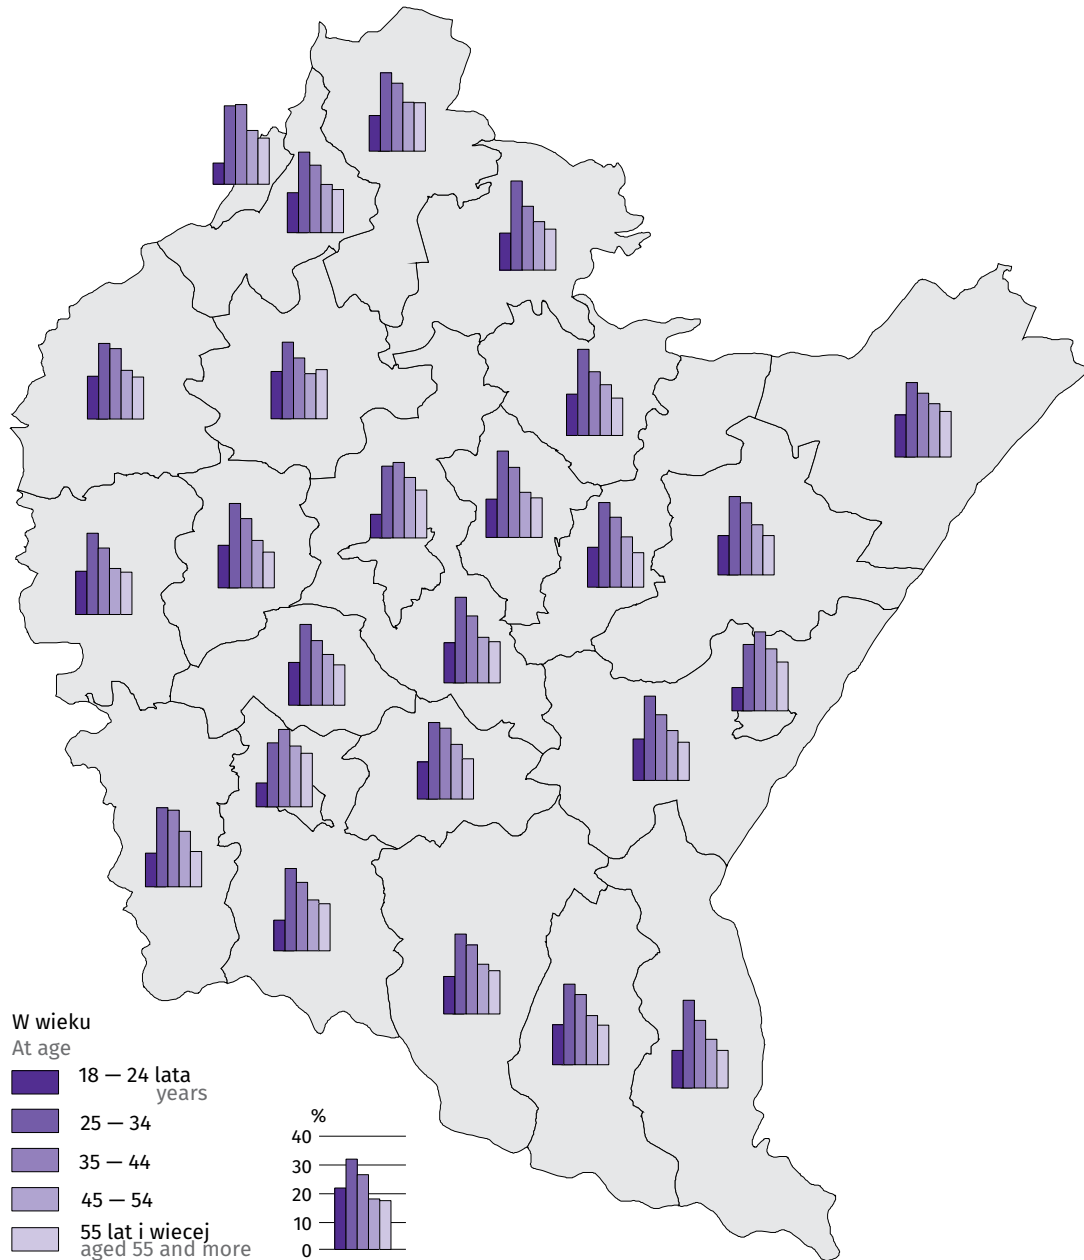 W wieku
At age
18 — 24 lata
years
25 — 34
35 — 44
45 — 54
55 lat i wiecej
aged 55 and more
%
40
30
20
10
0